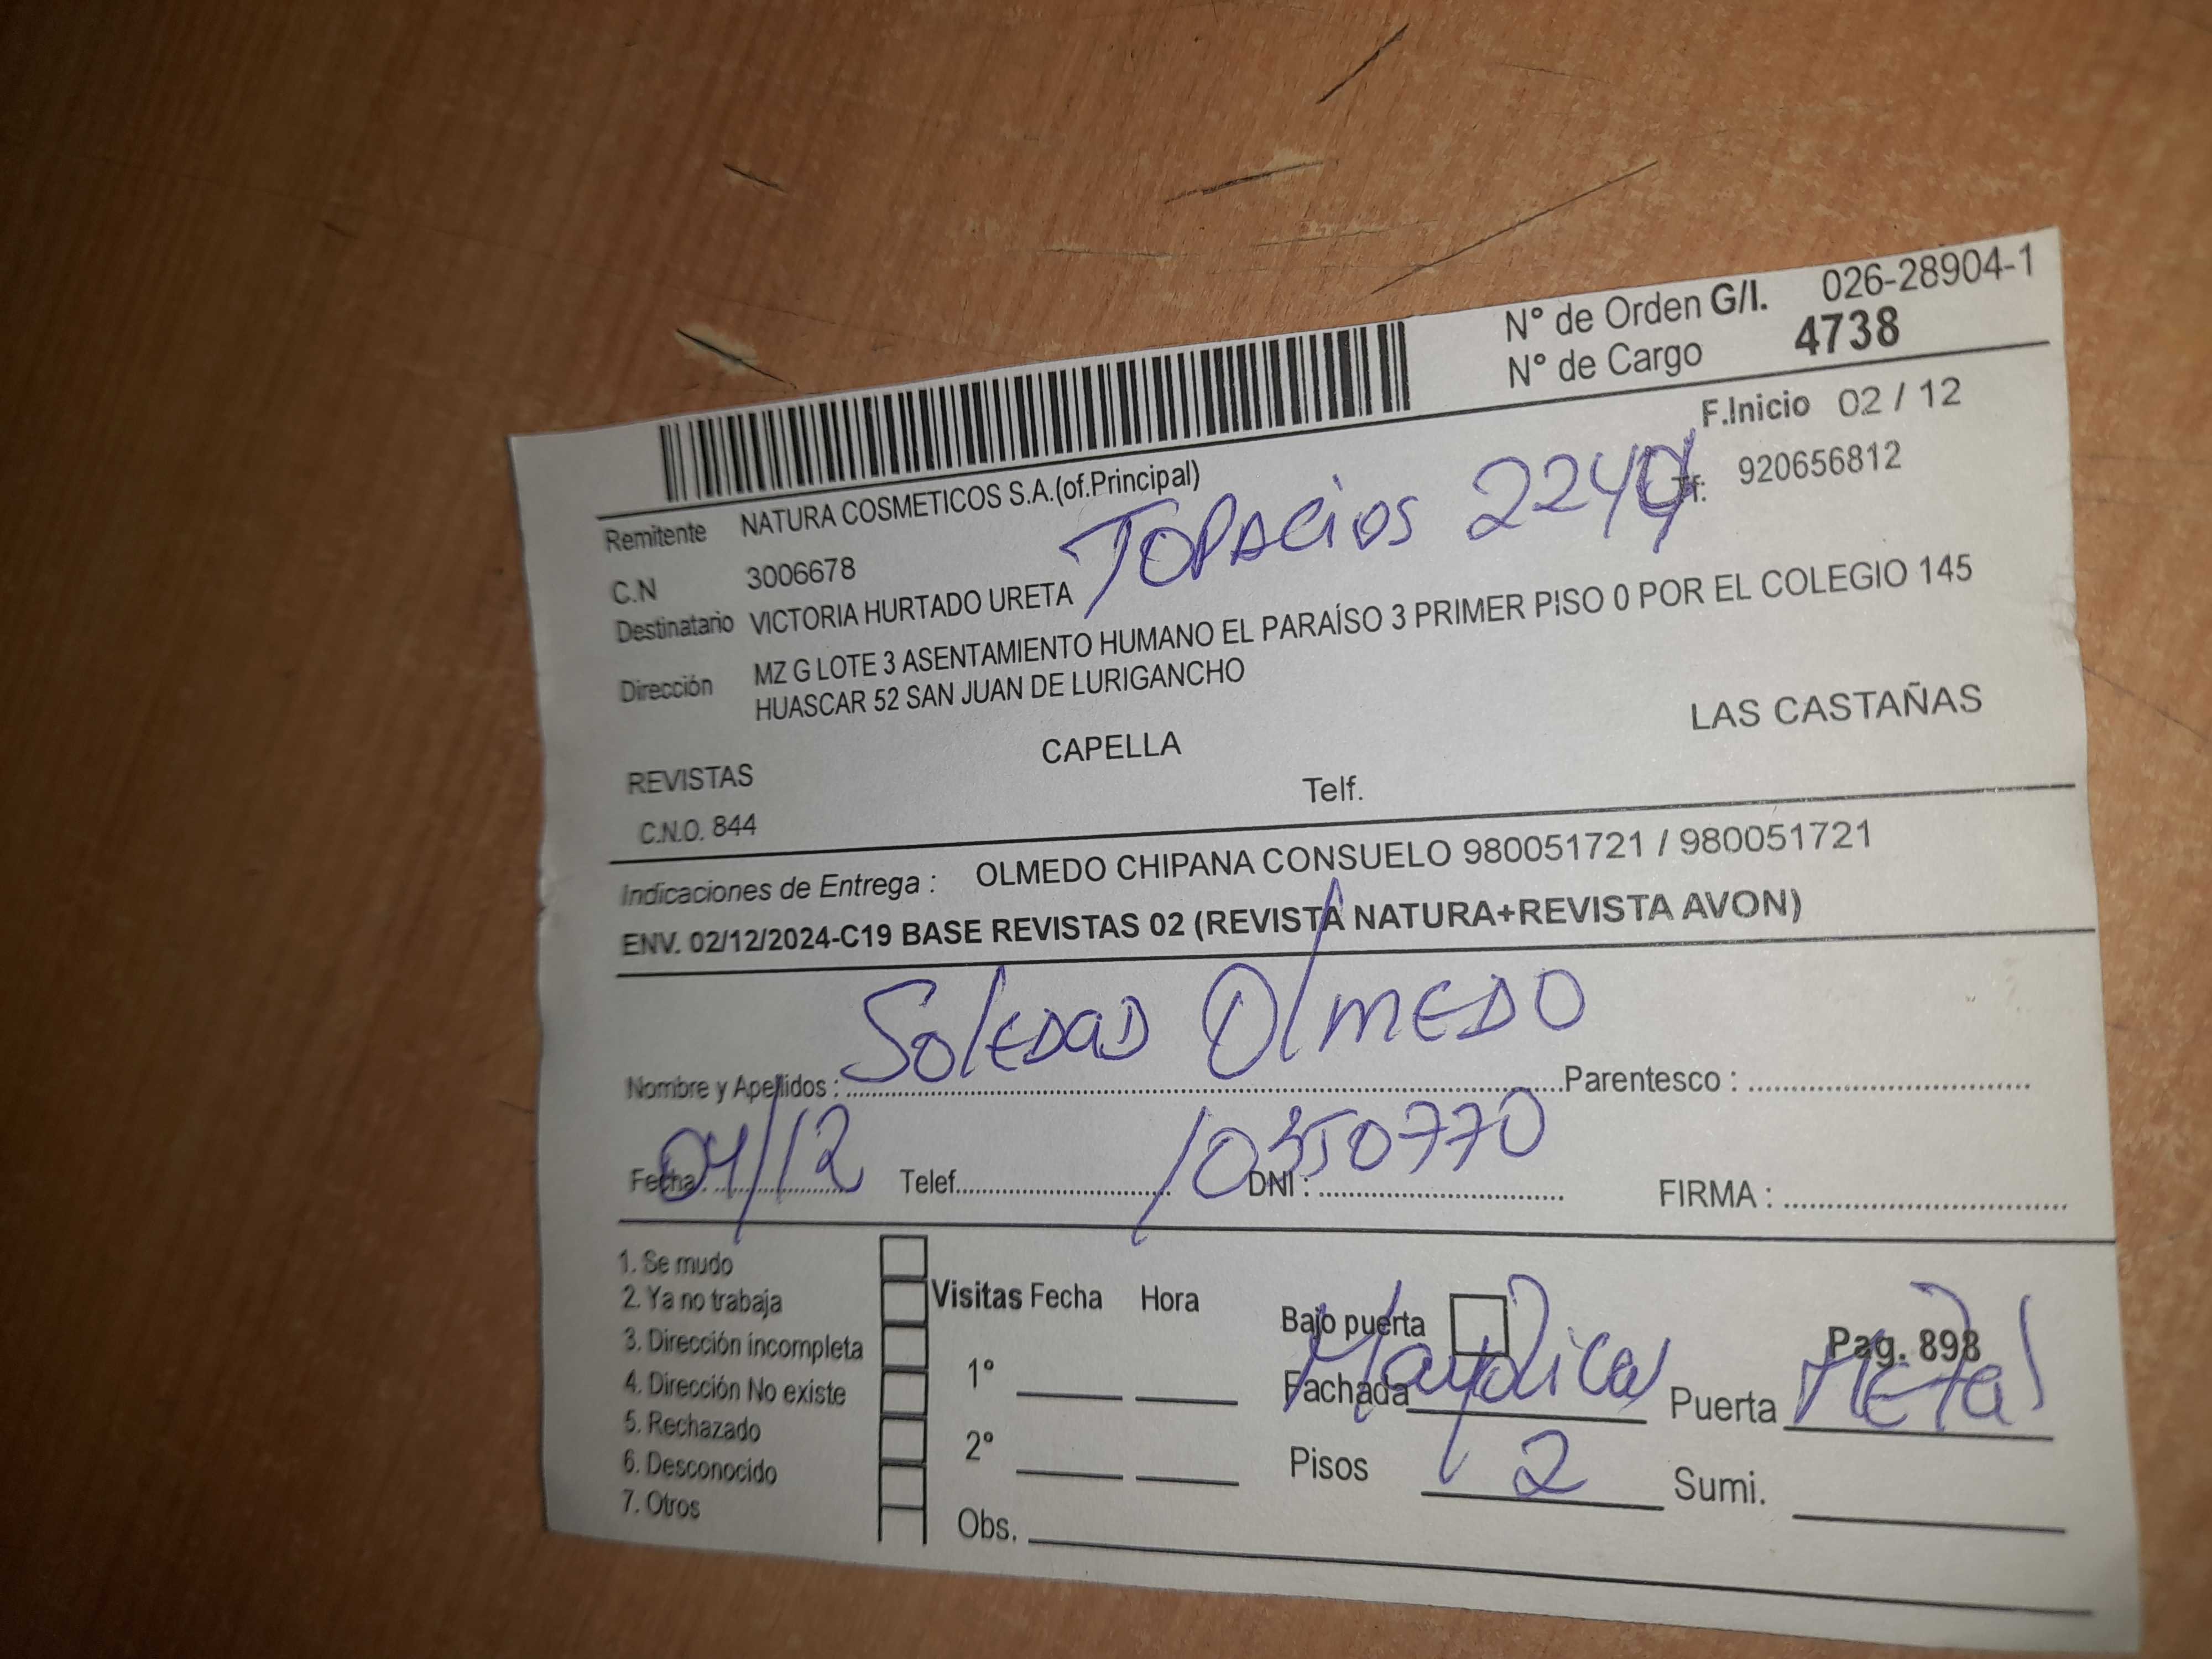 N° de Orden G/I. 026-28904-1
N° de Cargo 4738
F.Inicio 02 / 12
Remitente NATURA COSMETICOS S.A.(of.Principal)
TOPACIOS Tf: 920656812
C.N 3006678
Destinatario VICTORIA HURTADO URETA
Dirección MZ G LOTE 3 ASENTAMIENTO HUMANO EL PARAÍSO 3 PRIMER PISO 0 POR EL COLEGIO 145
HUASCAR 52 SAN JUAN DE LURIGANCHO
REVISTAS CAPELLA LAS CASTAÑAS
C.N.O. 844 Telf.
Indicaciones de Entrega : OLMEDO CHIPANA CONSUELO 980051721 / 980051721
ENV. 02/12/2024-C19 BASE REVISTAS 02 (REVISTA NATURA+REVISTA AVON)
Nombre y Apellidos : SOlEDAD OlMEDO Parentesco :
Fecha : 04/12 Telef. DNI : 10350770 FIRMA :
1. Se mudo
2. Ya no trabaja
3. Dirección incompleta
4. Dirección No existe
5. Rechazado
6. Desconocido
7. Otros
Visitas Fecha Hora
1°
2°
Obs.
Bajo puerta Pag. 898
Fachada Mayolica Puerta METal
Pisos 2 Sumi.